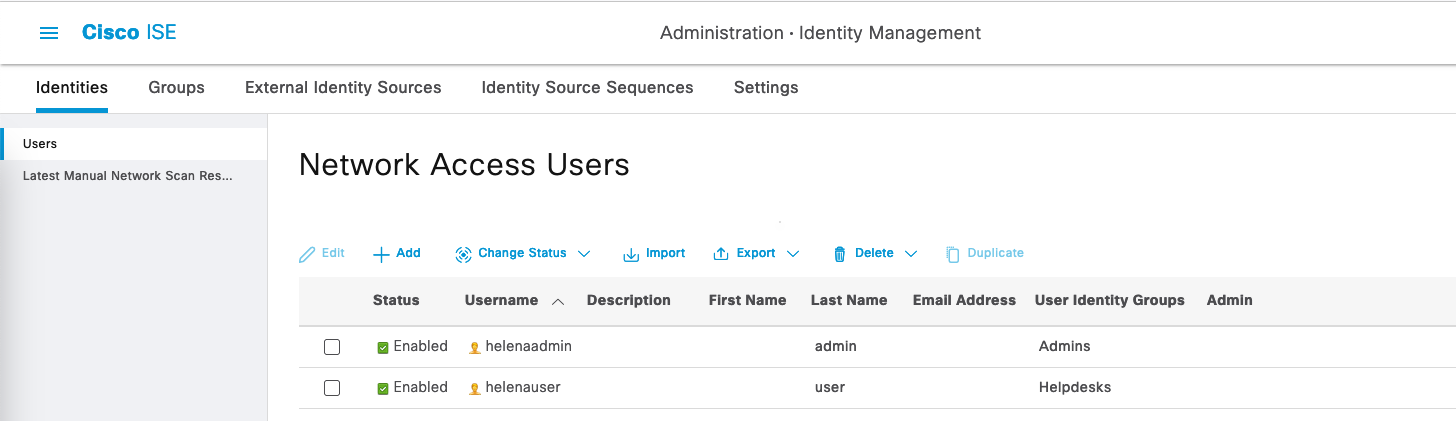 Cisco ISE Administration · Identity Management
Identities Groups External Identity Sources Identity Source Sequences Settings
Users
Latest Manual Network Scan Res...
Network Access Users
Edit Add Change Status Import Export Delete Duplicate
Status Username Description First Name Last Name Email Address User Identity Groups Admin
Enabled helenaadmin admin Admins
Enabled helenauser user Helpdesks